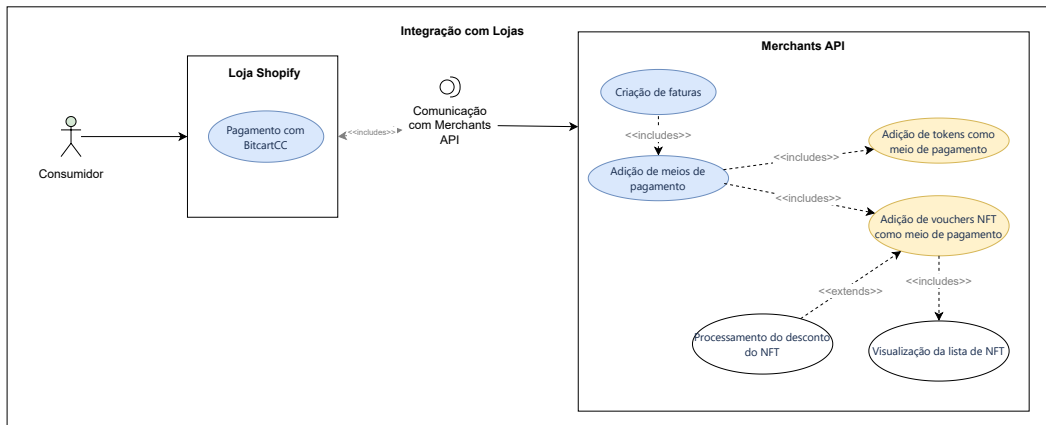 Integração com Lojas
Loja Shopify
Pagamento com
BitcartCC
Consumidor
<<includes>>
Comunicação
com Merchants
API
Merchants API
Criação de faturas
<<includes>>
Adição de meios de
pagamento
<<includes>>
Adição de tokens como
meio de pagamento
<<includes>>
Adição de vouchers NFT
como meio de pagamento
<<extends>>
<<includes>>
Processamento do desconto
do NFT
Visualização da lista de NFT